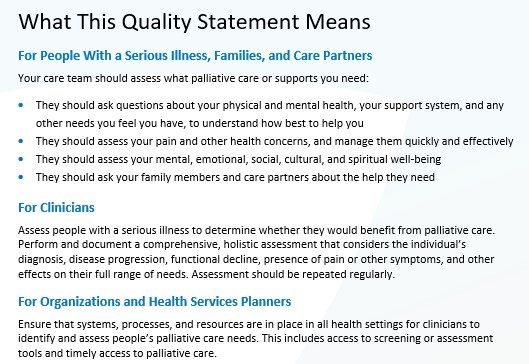 What This Quality Statement Means
For People With a Serious Illness, Families, and Care Partners
Your care team should assess what palliative care or supports you need:
• They should ask questions about your physical and mental health, your support system, and any
other needs you feel you have, to understand how best to help you
• They should assess your pain and other health concerns, and manage them quickly and effectively
• They should assess your mental, emotional, social, cultural, and spiritual well-being
• They should ask your family members and care partners about the help they need
For Clinicians
Assess people with a serious illness to determine whether they would benefit from palliative care.
Perform and document a comprehensive, holistic assessment that considers the individual's
diagnosis, disease progression, functional decline, presence of pain or other symptoms, and other
effects on their full range of needs. Assessment should be repeated regularly.
For Organizations and Health Services Planners
Ensure that systems, processes, and resources are in place in all health settings for clinicians to
identify and assess people's palliative care needs. This includes access to screening or assessment
tools and timely access to palliative care.